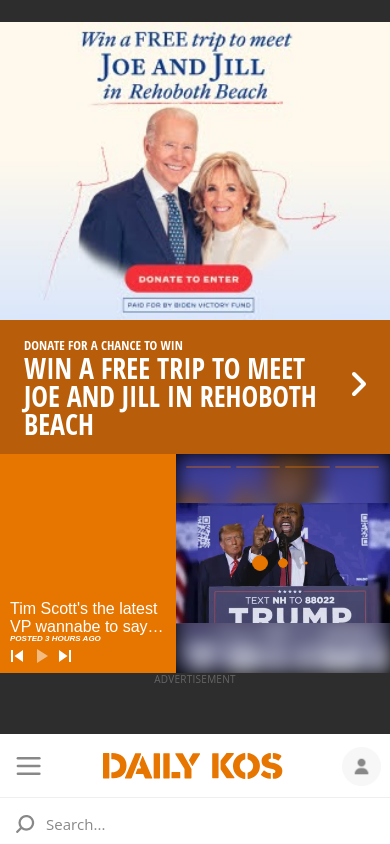 Win a FREE trip to meet
JOE AND JILL
in Rehoboth Beach
DONATE TO ENTER
PAID FOR BY BIDEN VICTORY FUND
DONATE FOR A CHANCE TO WIN
WIN A FREE TRIP TO MEET
JOE AND JILL IN REHOBOTH
BEACH
Tim Scott's the latest
VP wannabe to say…
POSTED 3 HOURS AGO
TEXT NH TO 88022
TRUMP
ADVERTISEMENT
DAILY KOS
Search...